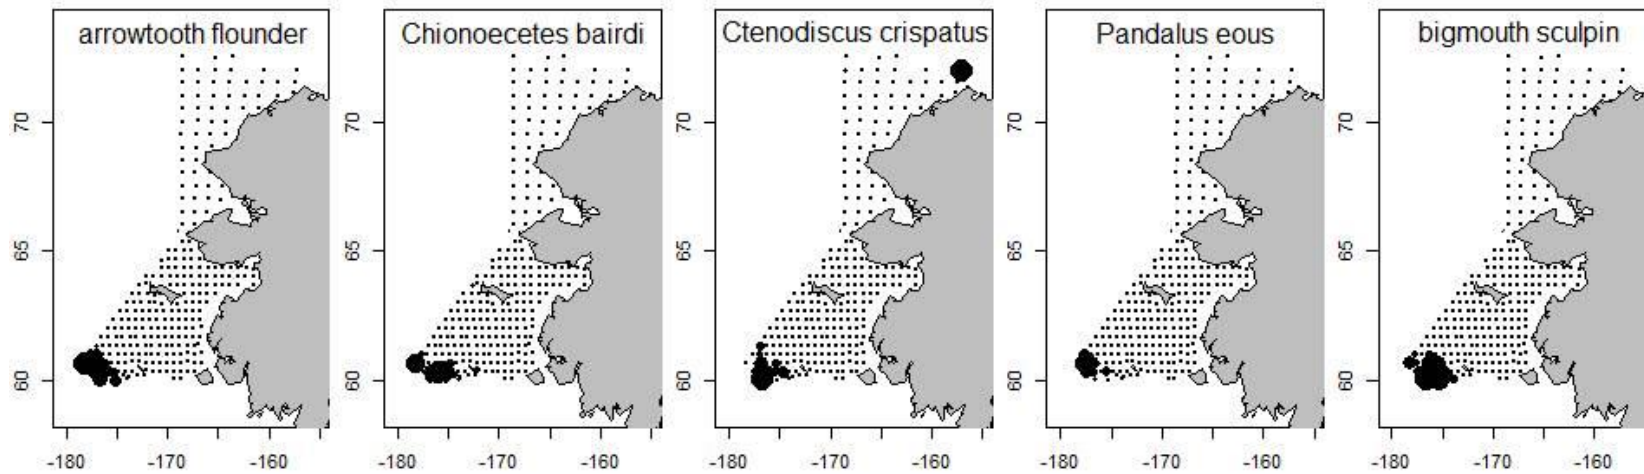 arrowtooth flounder Chionoecetes bairdi Ctenodiscus crispatus Pandalus eous bigmouth sculpin
70 70 70 70 70
65 65 65 65 65
60 60 60 60 60
-180 -170 -160 -180 -170 -160 -180 -170 -160 -180 -170 -160 -180 -170 -160